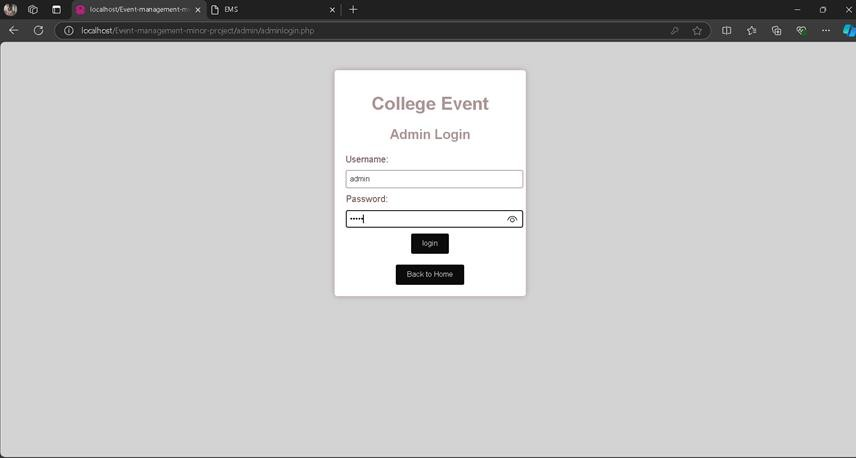 localhost/Event-management-m
EMS
localhost/Event-management-minor-project/admin/adminlogin.php
College Event
Admin Login
Username:
admin
Password:
login
Back to Home